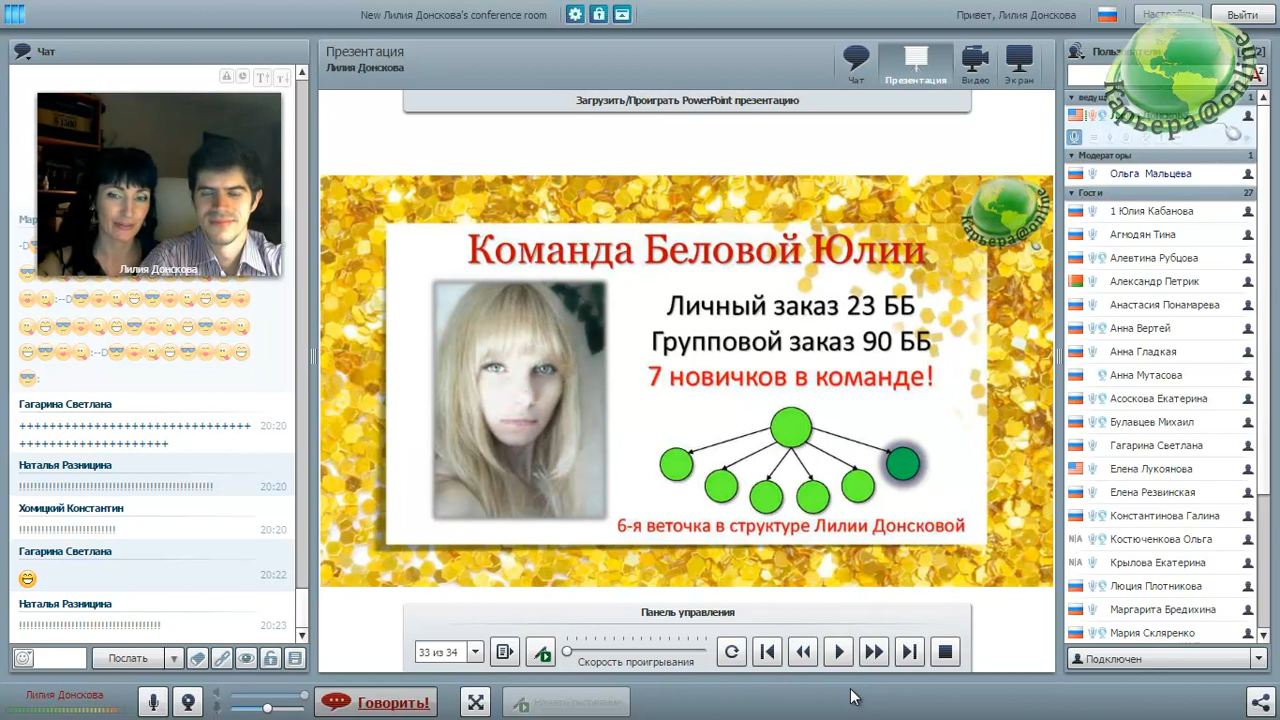 New Лилия Донскова's conference room
Привет, Лилия Донскова
Настройки
Выйти
Чат
Лилия Донскова
Гагарина Светлана
++++++++++++++++++++++++++++++++
+++++++++++++++++++++
20:20
Наталья Разницина
!!!!!!!!!!!!!!!!!!!!!!!!!!!!!!!!!!!!!!!!!!!!!!!!!
20:20
Хомицкий Константин
!!!!!!!!!!!!!!!!!!!!!!!!
20:20
Гагарина Светлана
20:22
Наталья Разницина
!!!!!!!!!!!!!!!!!!!!!!!!!!!!!!!!!!!
20:23
Послать
Презентация
Лилия Донскова
Чат
Презентация
Видео
Экран
Загрузить/Проиграть PowerPoint презентацию
Карьера@online
Команда Беловой Юлии
Личный заказ 23 ББ
Групповой заказ 90 ББ
7 новичков в команде!
6-я веточка в структуре Лилии Донсковой
Панель управления
33 из 34
Скорость проигрывания
Карьера@online
Модераторы 1
Ольга Мальцева
Гости 27
1 Юлия Кабанова
Агмодян Тина
Алевтина Рубцова
Александр Петрик
Анастасия Понамарева
Анна Вертей
Анна Гладкая
Анна Мутасова
Асоскова Екатерина
Булавцев Михаил
Гагарина Светлана
Елена Лукоянова
Елена Резвинская
Константинова Галина
N/A Костюченкова Ольга
N/A Крылова Екатерина
Люция Плотникова
Маргарита Бредихина
Мария Скляренко
Подключен
Лилия Донскова
Говорить!